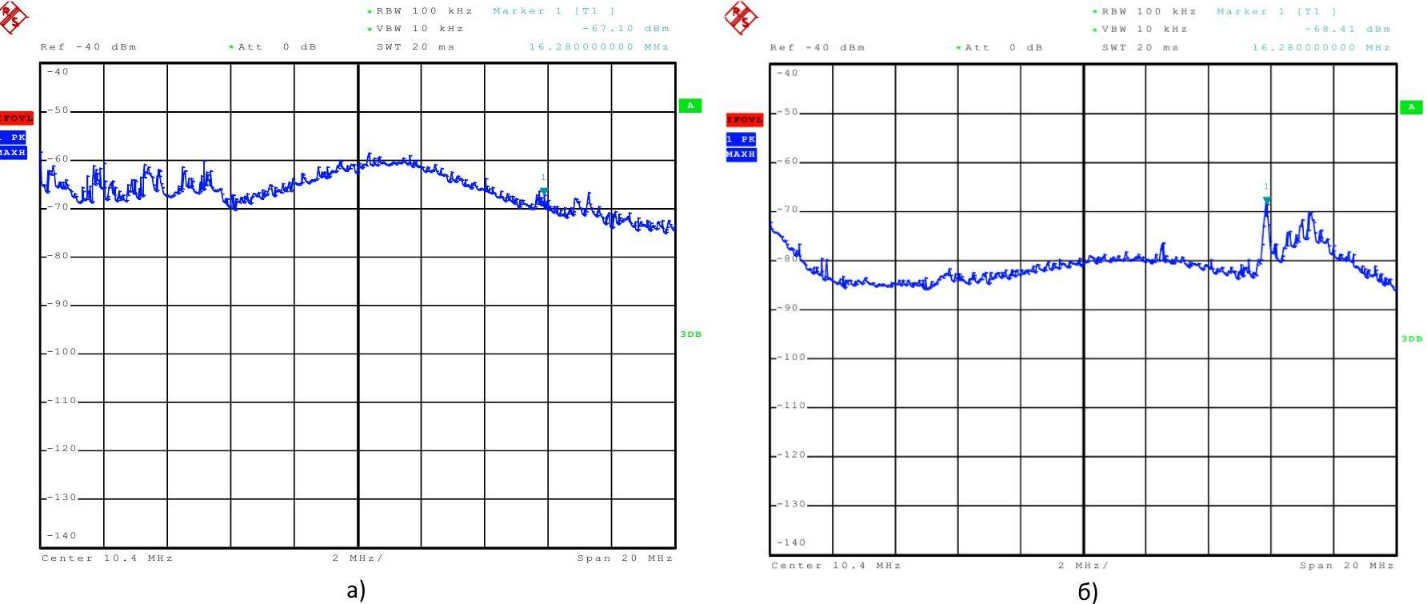 R S
* RBW 100 kHz Marker 1 [T1 ]
* VBW 10 kHz -67.10 dBm
Ref -40 dBm * Att 0 dB SWT 20 ms 16.280000000 MHz
-40
-50
-60
-70
-80
-90
-100
-110
-120
-130
-140
IFOVL
1 PK
MAXH
1
A
3DB
Center 10.4 MHz 2 MHz/ Span 20 MHz
а)
R S
* RBW 100 kHz Marker 1 [T1 ]
* VBW 10 kHz -68.41 dBm
Ref -40 dBm * Att 0 dB SWT 20 ms 16.280000000 MHz
-40
-50
-60
-70
-80
-90
-100
-110
-120
-130
-140
IFOVL
1 PK
MAXH
1
A
3DB
Center 10.4 MHz 2 MHz/ Span 20 MHz
б)